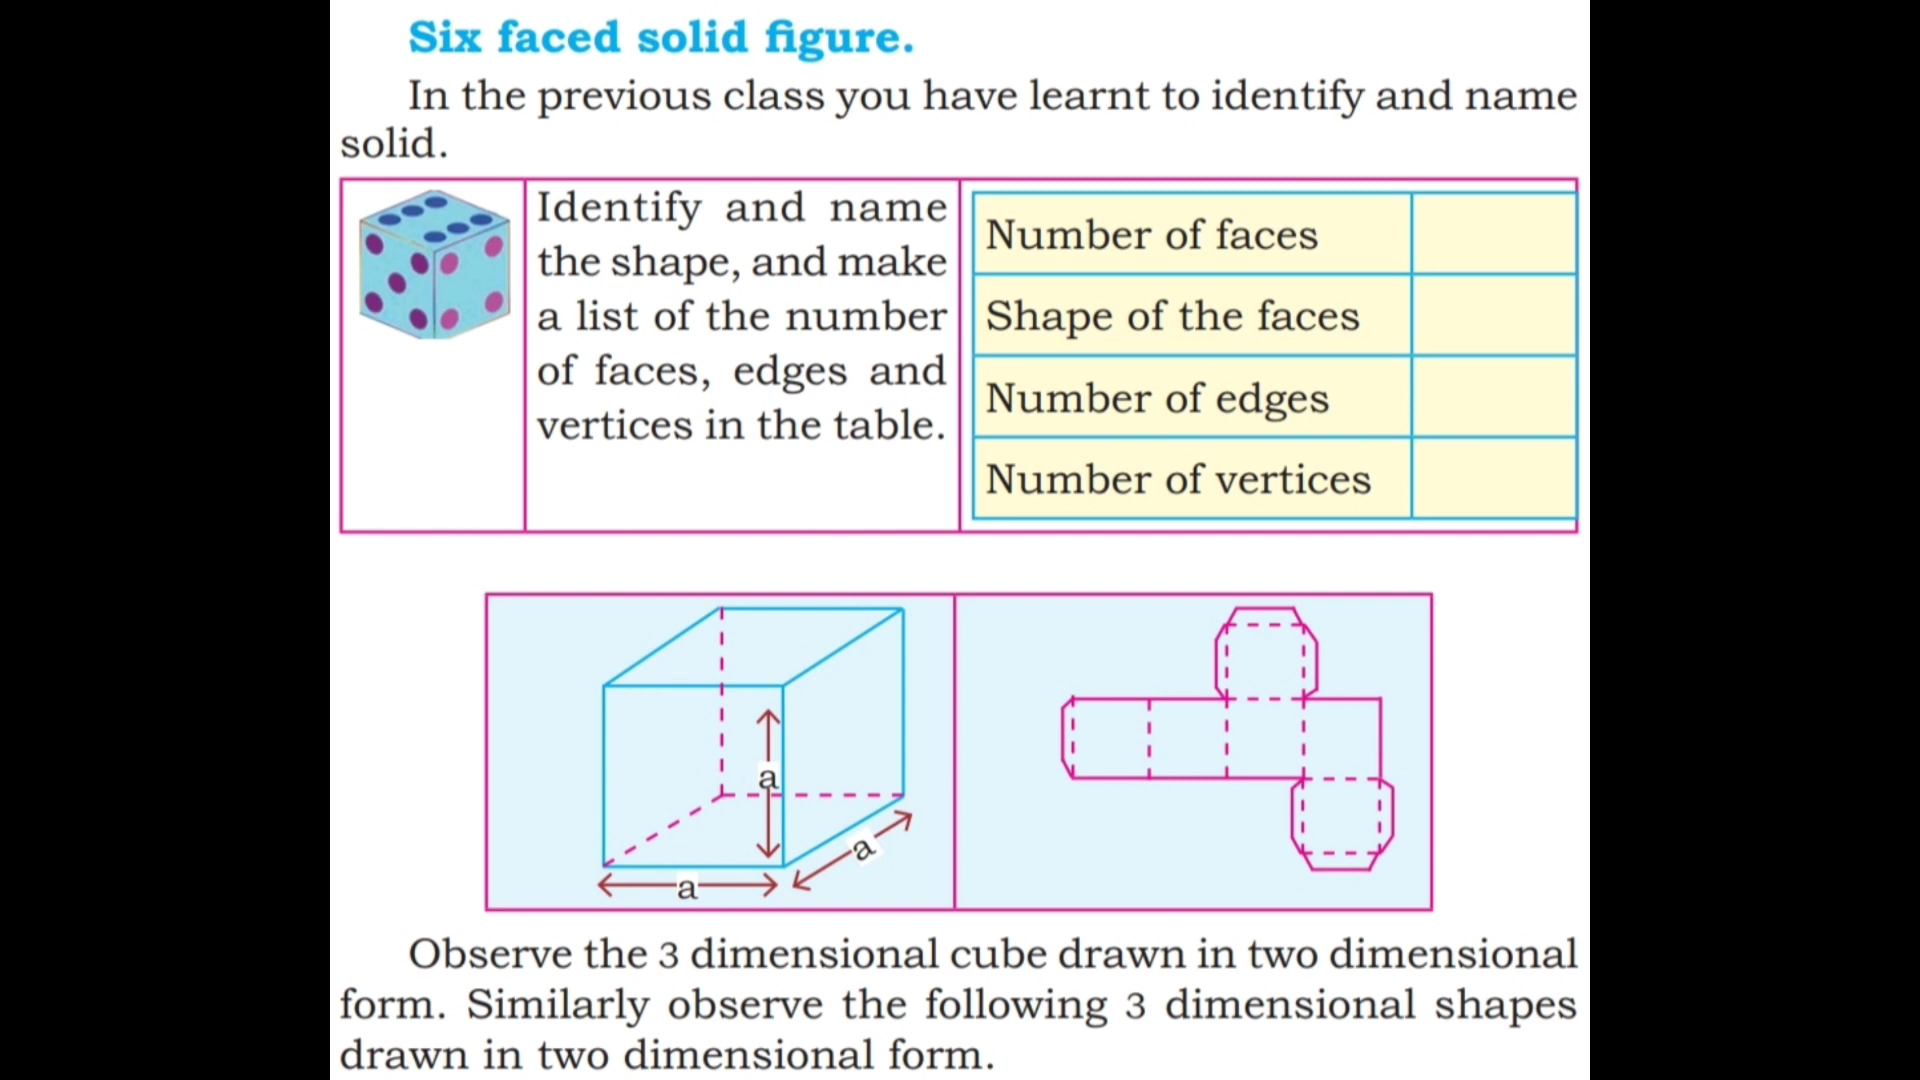 Six faced solid figure.
In the previous class you have learnt to identify and name
solid.
Identify and name
the shape, and make
a list of the number
of faces, edges and
vertices in the table.
Number of faces
Shape of the faces
Number of edges
Number of vertices
a
a
a
Observe the 3 dimensional cube drawn in two dimensional
form. Similarly observe the following 3 dimensional shapes
drawn in two dimensional form.